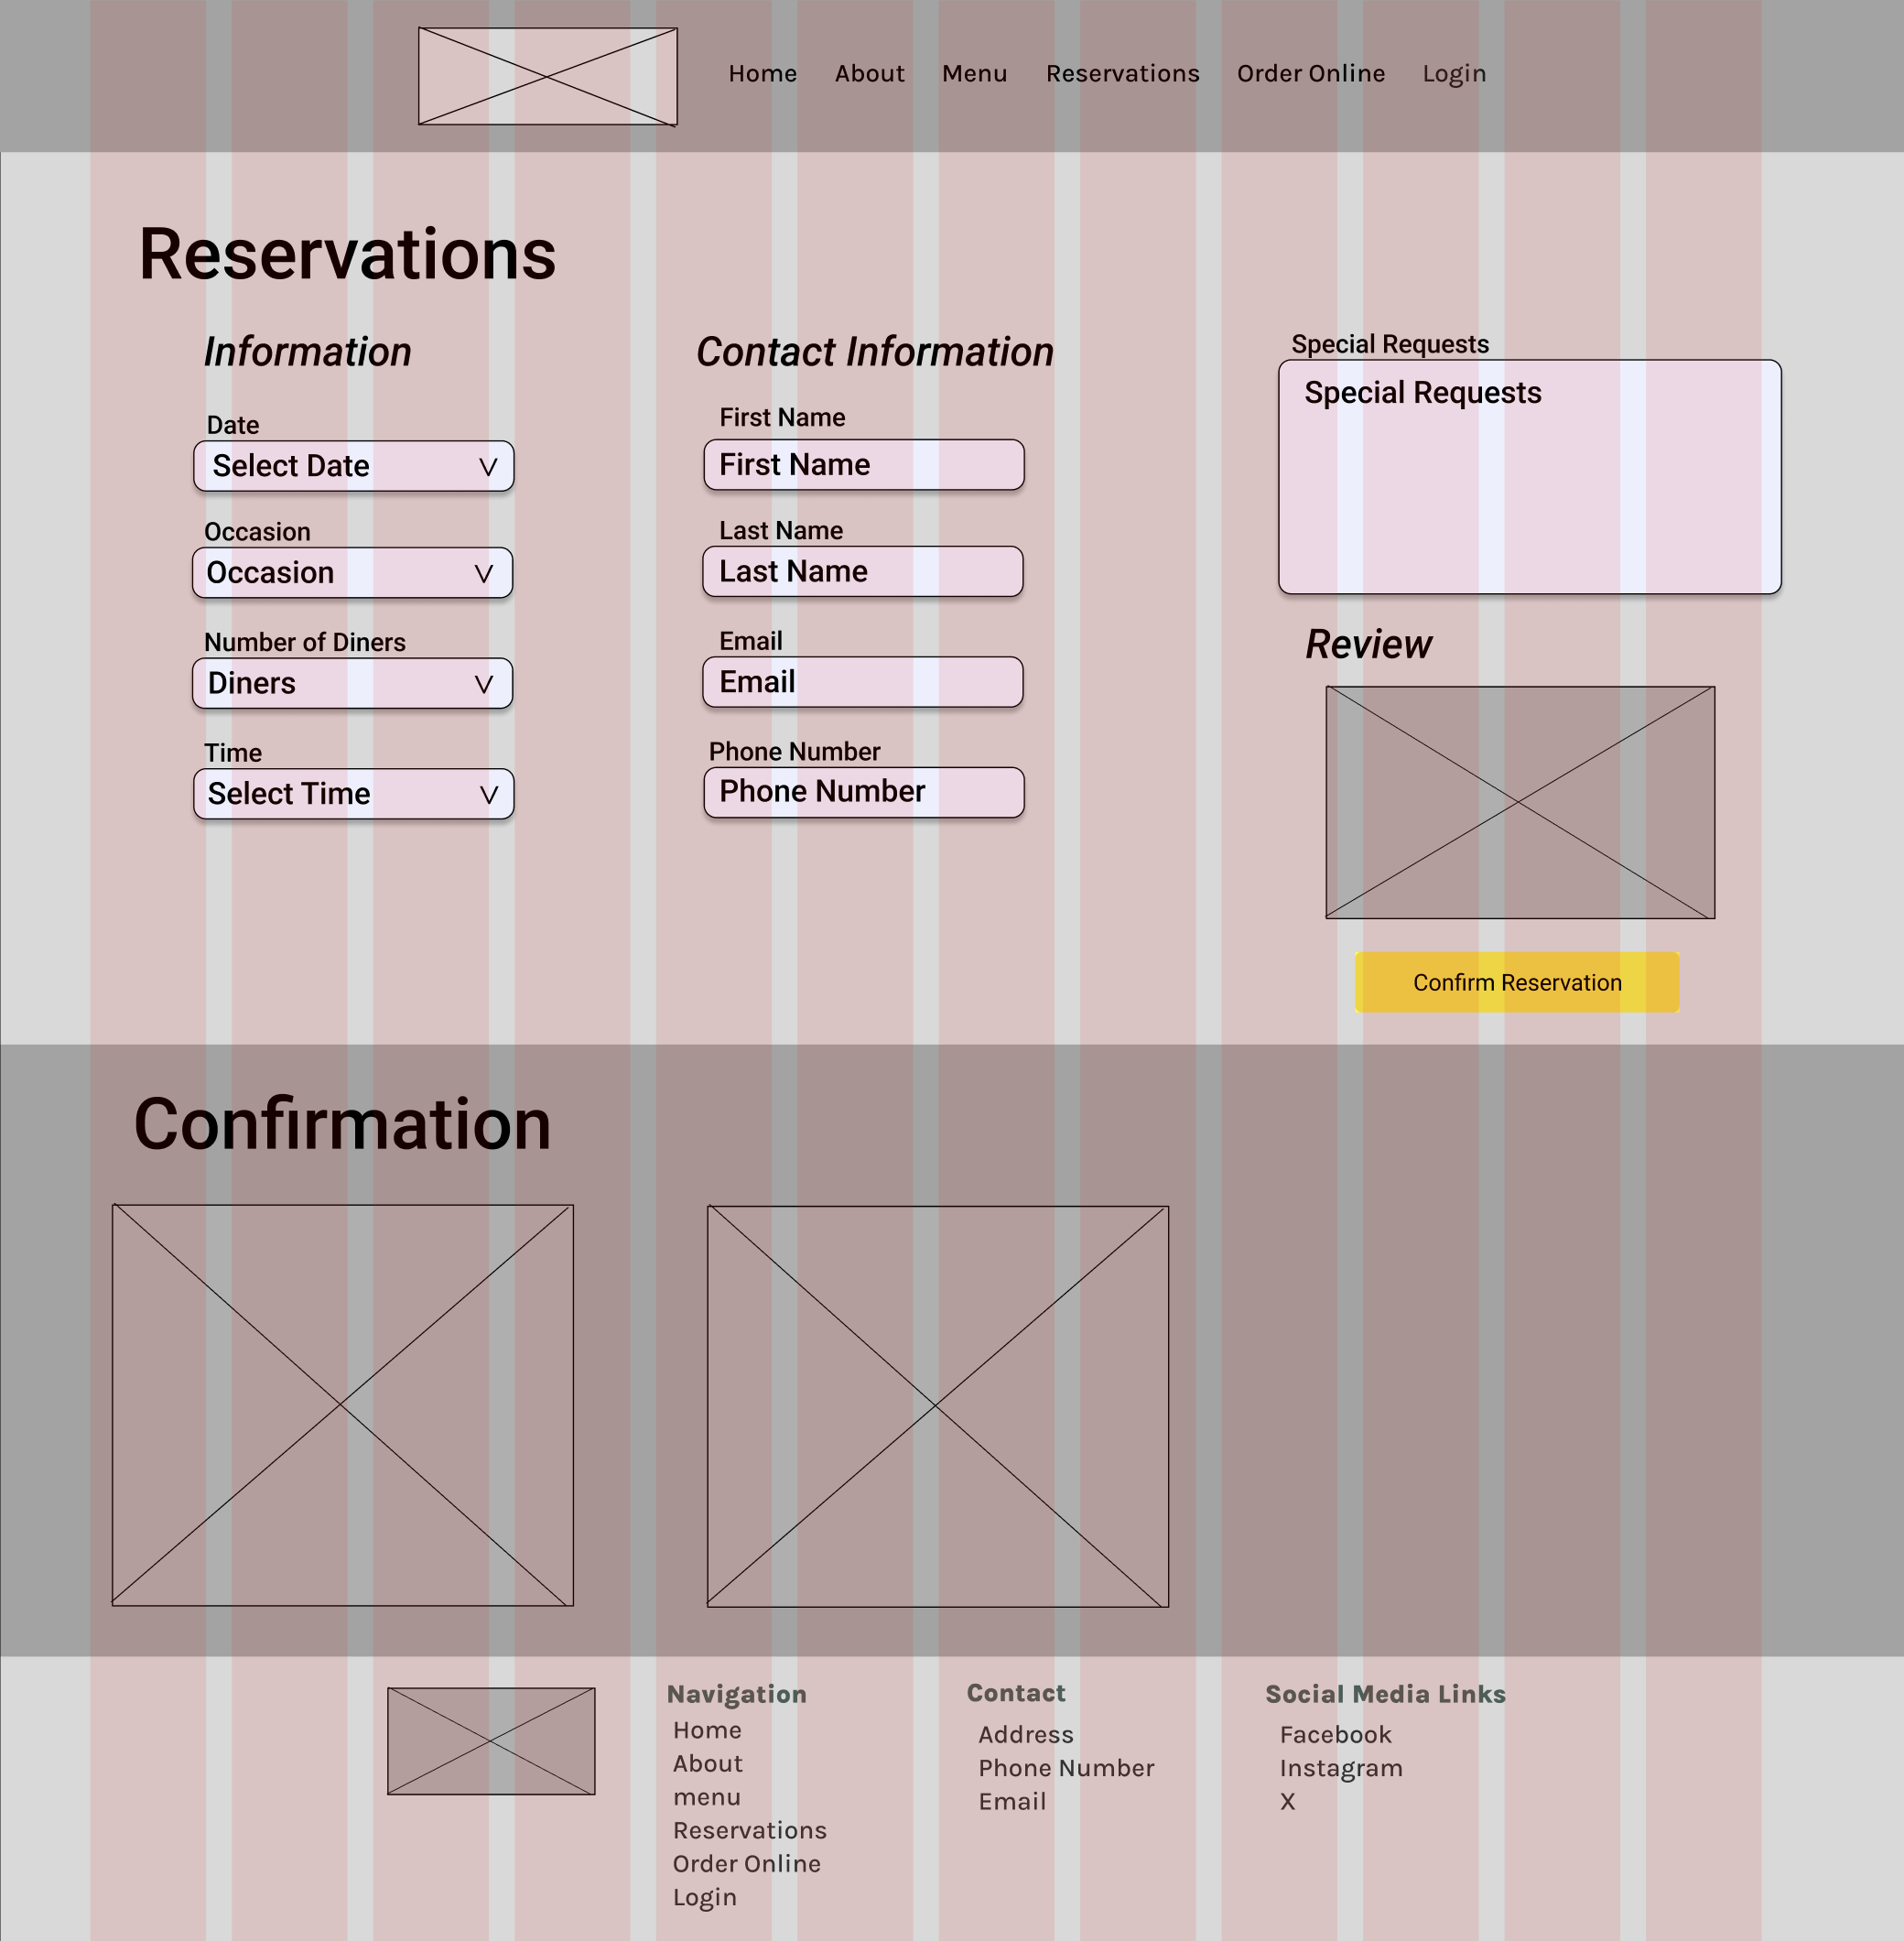 Home About Menu Reservations Order Online Login
Reservations
Information
Date
Select Date V
Occasion
Occasion V
Number of Diners
Diners V
Time
Select Time V
Contact Information
First Name
First Name
Last Name
Last Name
Email
Email
Phone Number
Phone Number
Special Requests
Special Requests
Review
Confirm Reservation
Confirmation
Navigation
Home
About
menu
Reservations
Order Online
Login
Contact
Address
Phone Number
Email
Social Media Links
Facebook
Instagram
X